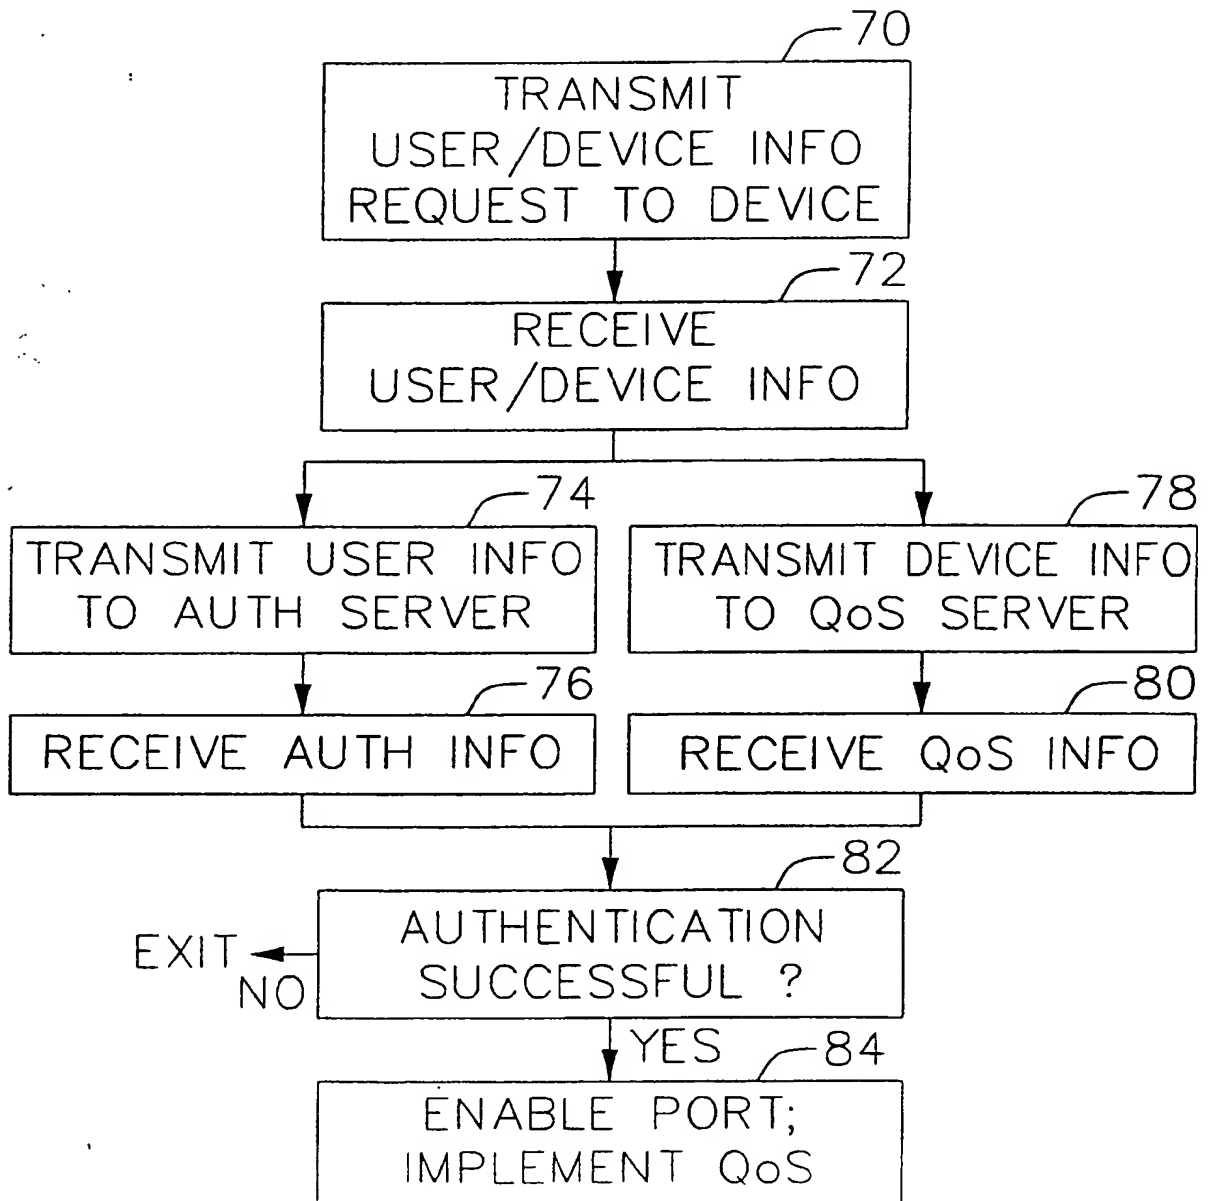 70
TRANSMIT
USER/DEVICE INFO
REQUEST TO DEVICE
72
RECEIVE
USER/DEVICE INFO
74
TRANSMIT USER INFO
TO AUTH SERVER
78
TRANSMIT DEVICE INFO
TO QoS SERVER
76
RECEIVE AUTH INFO
80
RECEIVE QoS INFO
82
AUTHENTICATION
SUCCESSFUL ?
EXIT
NO
YES
84
ENABLE PORT;
IMPLEMENT QoS